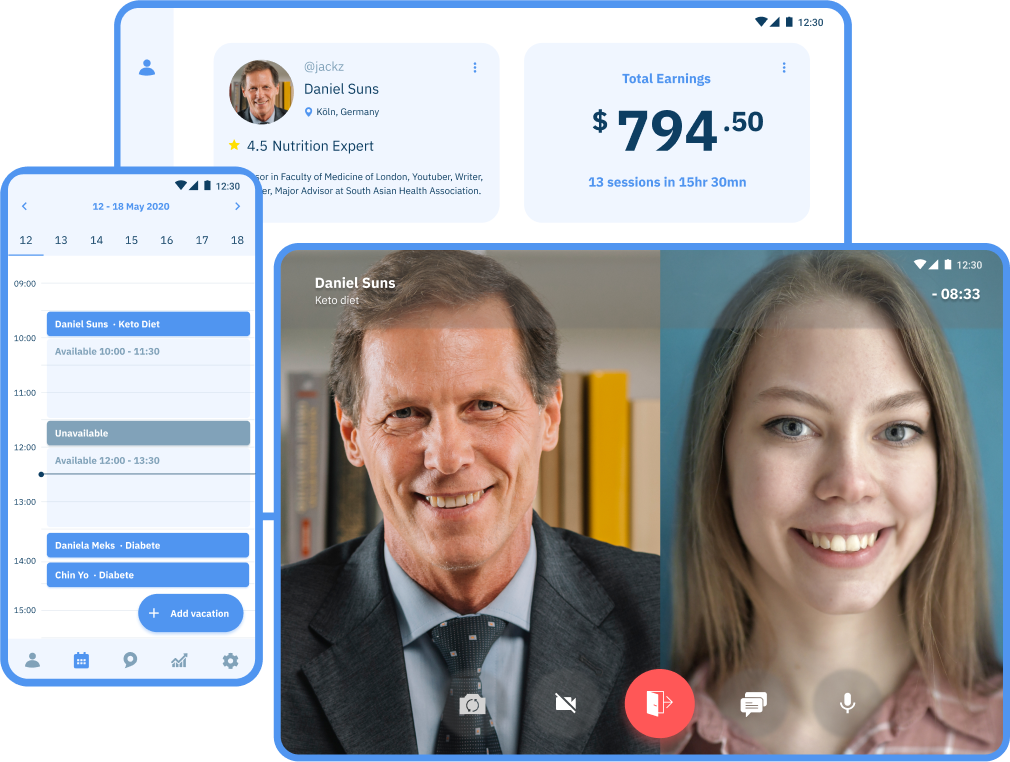 12:30
@jackz
Daniel Suns
Köln, Germany
4.5 Nutrition Expert
in Faculty of Medicine of London, Youtuber, Writer,
Major Advisor at South Asian Health Association.
Total Earnings
$ 794 .50
13 sessions in 15hr 30mn
12:30
12 - 18 May 2020
12 13 14 15 16 17 18
09:00
Daniel Suns · Keto Diet
10:00
Available 10:00 - 11:30
11:00
Unavailable
12:00
Available 12:00 - 13:30
13:00
Daniela Meks · Diabete
14:00
Chin Yo · Diabete
15:00
+ Add vacation
12:30
Daniel Suns
Keto diet
- 08:33